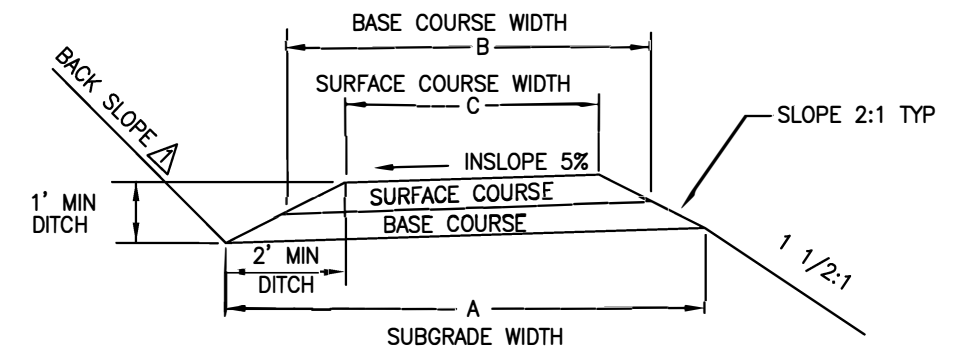 BASE COURSE WIDTH
B
SURFACE COURSE WIDTH
C
BACK SLOPE 1
SLOPE 2:1 TYP
INSLOPE 5%
1' MIN
DITCH
SURFACE COURSE
BASE COURSE
2' MIN
DITCH
1 1/2:1
A
SUBGRADE WIDTH